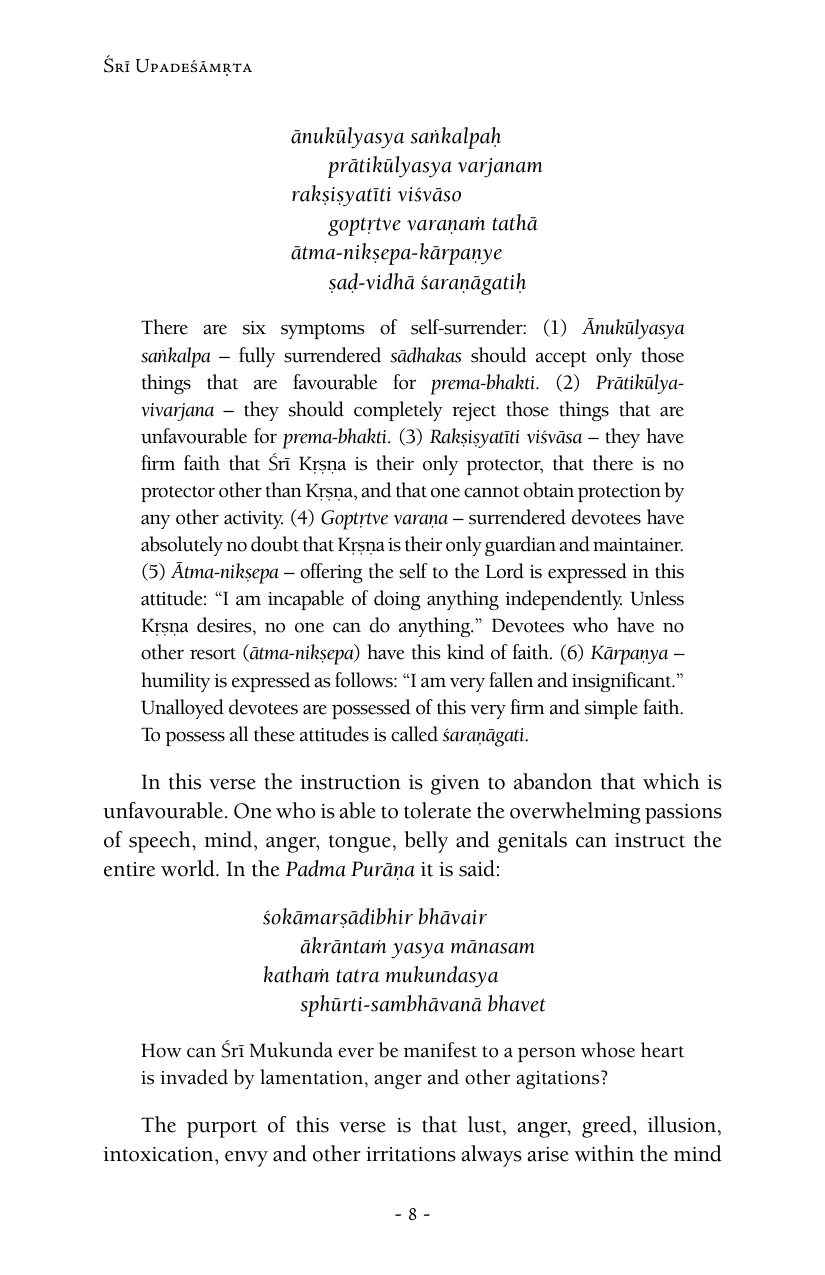 Śrī Upadeśāmṛta
ānukūlyasya saṅkalpaḥ
prātikūlyasya varjanam
rakṣiṣyatīti viśvāso
goptṛtve varaṇaṁ tathā
ātma-nikṣepa-kārpaṇye
ṣaḍ-vidhā śaraṇāgatiḥ
There are six symptoms of self-surrender: (1) Ānukūlyasya
saṅkalpa – fully surrendered sādhakas should accept only those
things that are favourable for prema-bhakti. (2) Prātikūlya-
vivarjana – they should completely reject those things that are
unfavourable for prema-bhakti. (3) Rakṣiṣyatīti viśvāsa – they have
firm faith that Śrī Kṛṣṇa is their only protector, that there is no
protector other than Kṛṣṇa, and that one cannot obtain protection by
any other activity. (4) Goptṛtve varaṇa – surrendered devotees have
absolutely no doubt that Kṛṣṇa is their only guardian and maintainer.
(5) Ātma-nikṣepa – offering the self to the Lord is expressed in this
attitude: “I am incapable of doing anything independently. Unless
Kṛṣṇa desires, no one can do anything.” Devotees who have no
other resort (ātma-nikṣepa) have this kind of faith. (6) Kārpaṇya –
humility is expressed as follows: “I am very fallen and insignificant.”
Unalloyed devotees are possessed of this very firm and simple faith.
To possess all these attitudes is called śaraṇāgati.
In this verse the instruction is given to abandon that which is
unfavourable. One who is able to tolerate the overwhelming passions
of speech, mind, anger, tongue, belly and genitals can instruct the
entire world. In the Padma Purāṇa it is said:
śokāmarṣādibhir bhāvair
ākrāntaṁ yasya mānasam
kathaṁ tatra mukundasya
sphūrti-sambhāvanā bhavet
How can Śrī Mukunda ever be manifest to a person whose heart
is invaded by lamentation, anger and other agitations?
The purport of this verse is that lust, anger, greed, illusion,
intoxication, envy and other irritations always arise within the mind
- 8 -